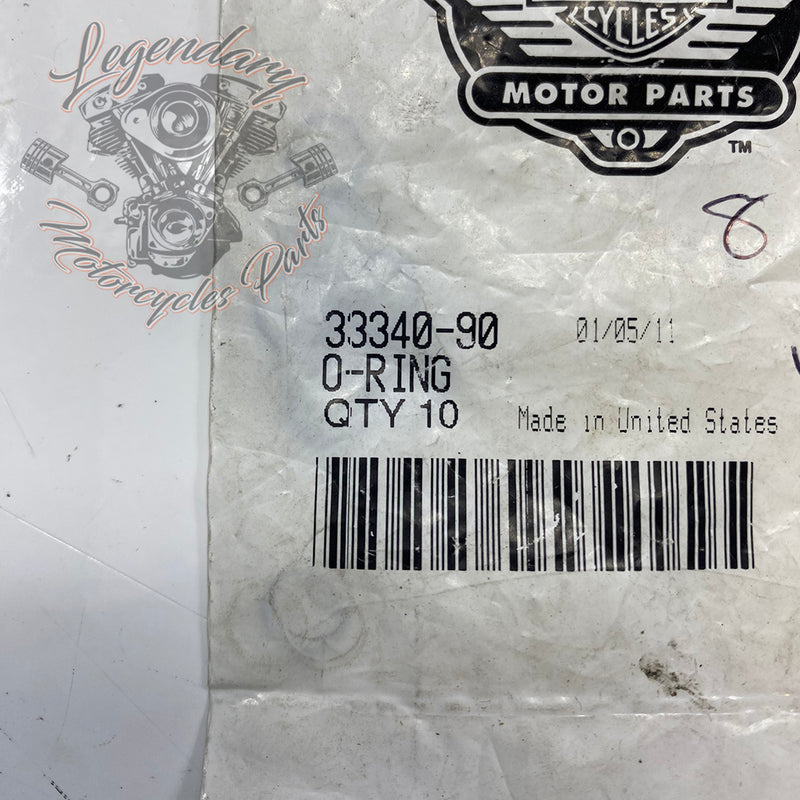 Legendary
Motorcycles Parts
CYCLES
MOTOR PARTS
TM
8
33340-90 01/05/11
O-RING
QTY 10 Made in United States